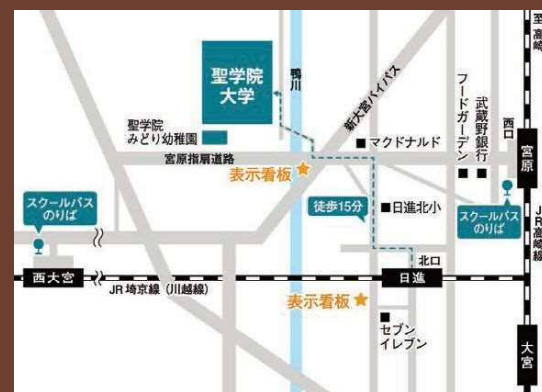 至高崎
聖学院
大学
鴨川
新大宮バイパス
聖学院
みどり幼稚園
宮原指扇道路
表示看板
マクドナルド
フードガーデン
武蔵野銀行
西口
宮原
スクールバス
のりば
徒歩15分
日進北小
スクールバス
のりば
JR高崎線
北口
西大宮
日進
JR 埼京線（川越線）
表示看板
セブン
イレブン
大宮